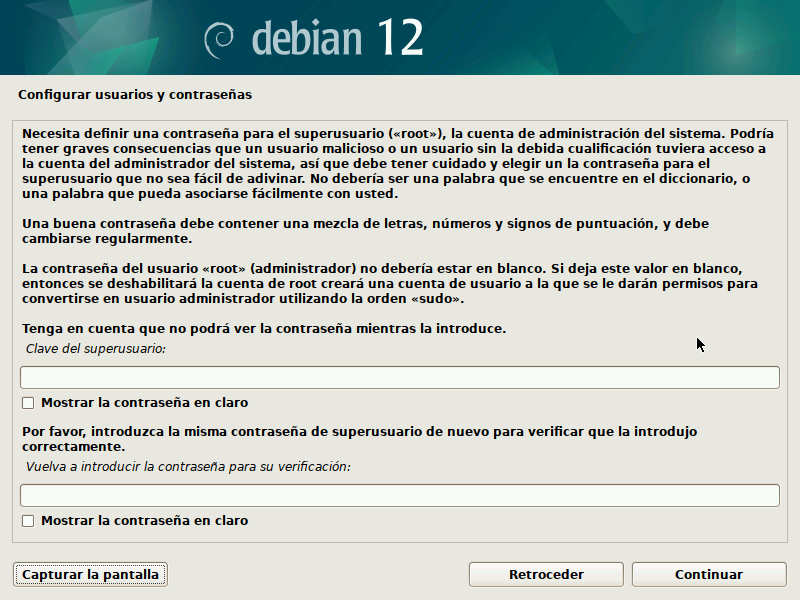 debian 12
Configurar usuarios y contraseñas
Necesita definir una contraseña para el superusuario («root»), la cuenta de administración del sistema. Podría
tener graves consecuencias que un usuario malicioso o un usuario sin la debida cualificación tuviera acceso a
la cuenta del administrador del sistema, así que debe tener cuidado y elegir un la contraseña para el
superusuario que no sea fácil de adivinar. No debería ser una palabra que se encuentre en el diccionario, o
una palabra que pueda asociarse fácilmente con usted.
Una buena contraseña debe contener una mezcla de letras, números y signos de puntuación, y debe
cambiarse regularmente.
La contraseña del usuario «root» (administrador) no debería estar en blanco. Si deja este valor en blanco,
entonces se deshabilitará la cuenta de root creará una cuenta de usuario a la que se le darán permisos para
convertirse en usuario administrador utilizando la orden «sudo».
Tenga en cuenta que no podrá ver la contraseña mientras la introduce.
Clave del superusuario:
Mostrar la contraseña en claro
Por favor, introduzca la misma contraseña de superusuario de nuevo para verificar que la introdujo
correctamente.
Vuelva a introducir la contraseña para su verificación:
Mostrar la contraseña en claro
Capturar la pantalla
Retroceder
Continuar